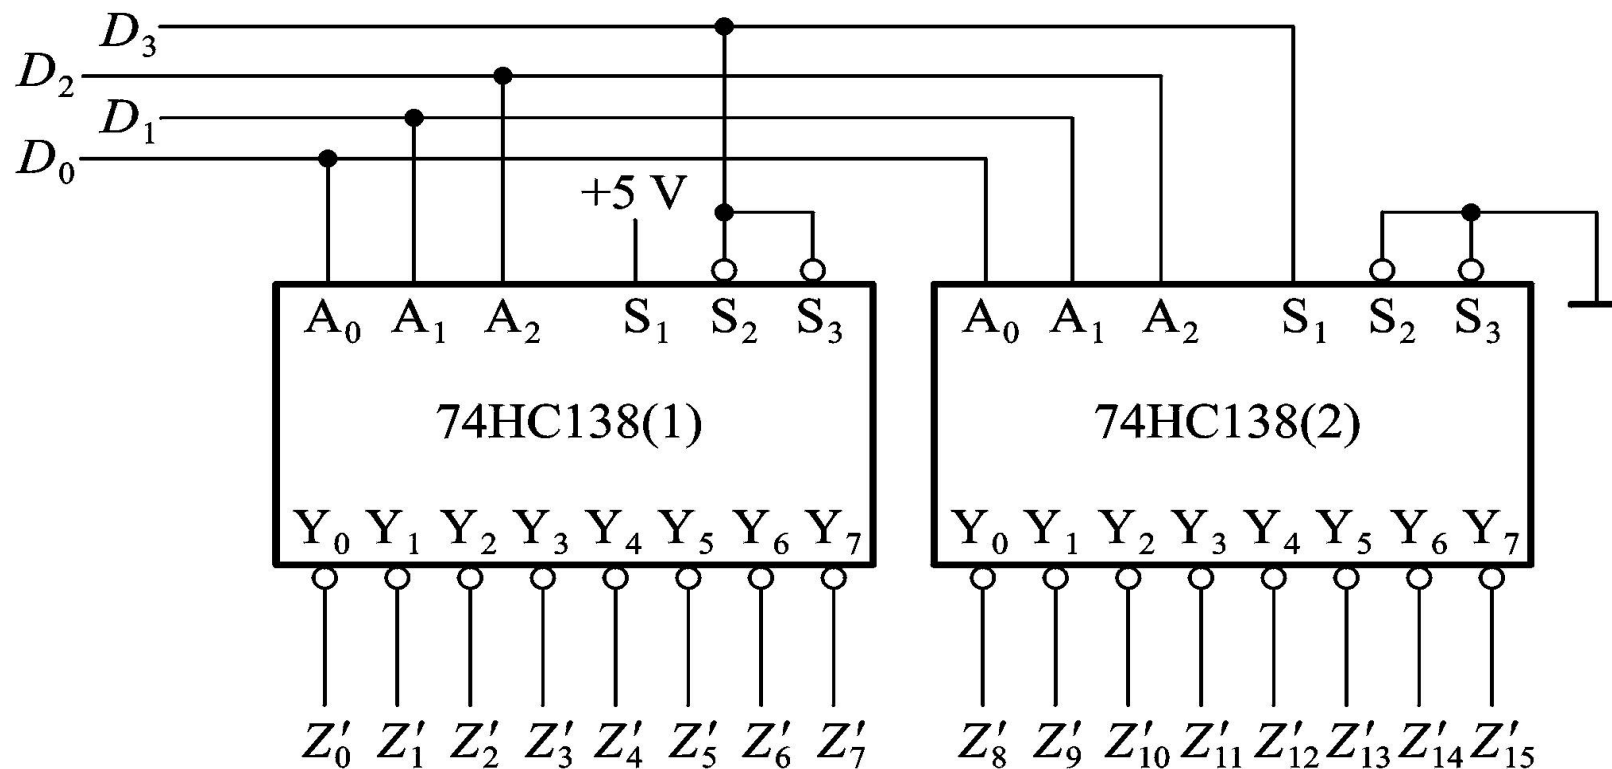 D₃
D₂
D₁
D₀
+5 V
A₀ A₁ A₂ S₁ S₂ S₃
74HC138(1)
Y₀ Y₁ Y₂ Y₃ Y₄ Y₅ Y₆ Y₇
Z′₀ Z′₁ Z′₂ Z′₃ Z′₄ Z′₅ Z′₆ Z′₇
A₀ A₁ A₂ S₁ S₂ S₃
74HC138(2)
Y₀ Y₁ Y₂ Y₃ Y₄ Y₅ Y₆ Y₇
Z′₈ Z′₉ Z′₁₀ Z′₁₁ Z′₁₂ Z′₁₃ Z′₁₄ Z′₁₅